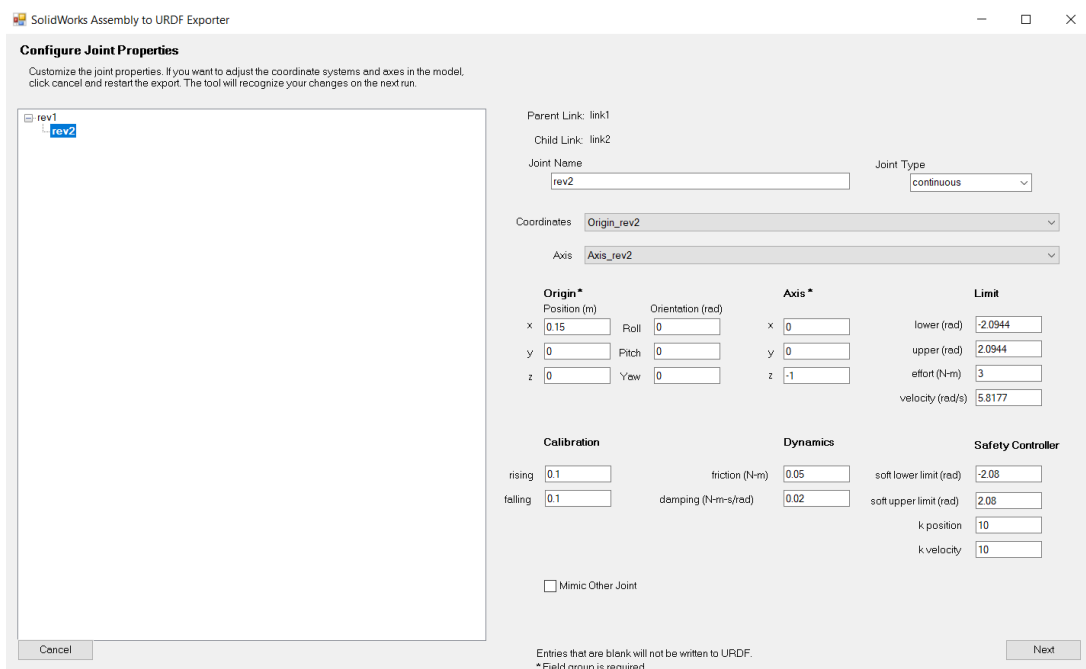 SolidWorks Assembly to URDF Exporter
Configure Joint Properties
Customize the joint properties. If you want to adjust the coordinate systems and axes in the model,
click cancel and restart the export. The tool will recognize your changes on the next run.
rev1
rev2
Parent Link: link1
Child Link: link2
Joint Name
rev2
Joint Type
continuous
Coordinates Origin_rev2
Axis Axis_rev2
Origin *
Position (m) Orientation (rad)
x 0.15 Roll 0
y 0 Pitch 0
z 0 Yaw 0
Axis *
x 0
y 0
z -1
Limit
lower (rad) -2.0944
upper (rad) 2.0944
effort (N-m) 3
velocity (rad/s) 5.8177
Calibration
rising 0.1
falling 0.1
Dynamics
friction (N-m) 0.05
damping (N-m-s/rad) 0.02
Safety Controller
soft lower limit (rad) -2.08
soft upper limit (rad) 2.08
k position 10
k velocity 10
Mimic Other Joint
Cancel
Entries that are blank will not be written to URDF.
* Field group is required
Next